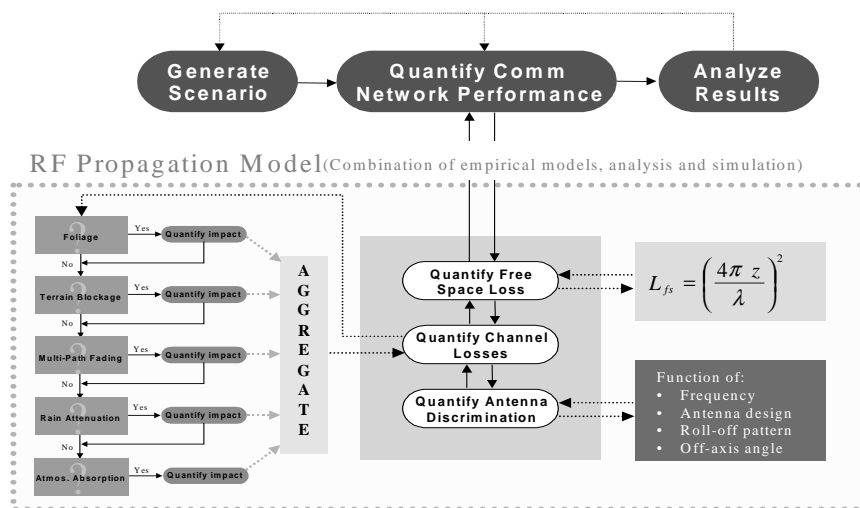 Generate
Scenario
Quantify Comm
Network Performance
Analyze
Results
RF Propagation Model(Combination of empirical models, analysis and simulation)
?
Foliage
Yes
Quantify impact
No
?
Terrain Blockage
Yes
Quantify impact
No
?
Multi-Path Fading
Yes
Quantify impact
No
?
Rain Attenuation
Yes
Quantify impact
No
?
Atmos. Absorption
Yes
Quantify impact
A
G
G
R
E
G
A
T
E
Quantify Free
Space Loss
Quantify Channel
Losses
Quantify Antenna
Discrimination
L_fs = (4π z / λ)^2
Function of:
• Frequency
• Antenna design
• Roll-off pattern
• Off-axis angle